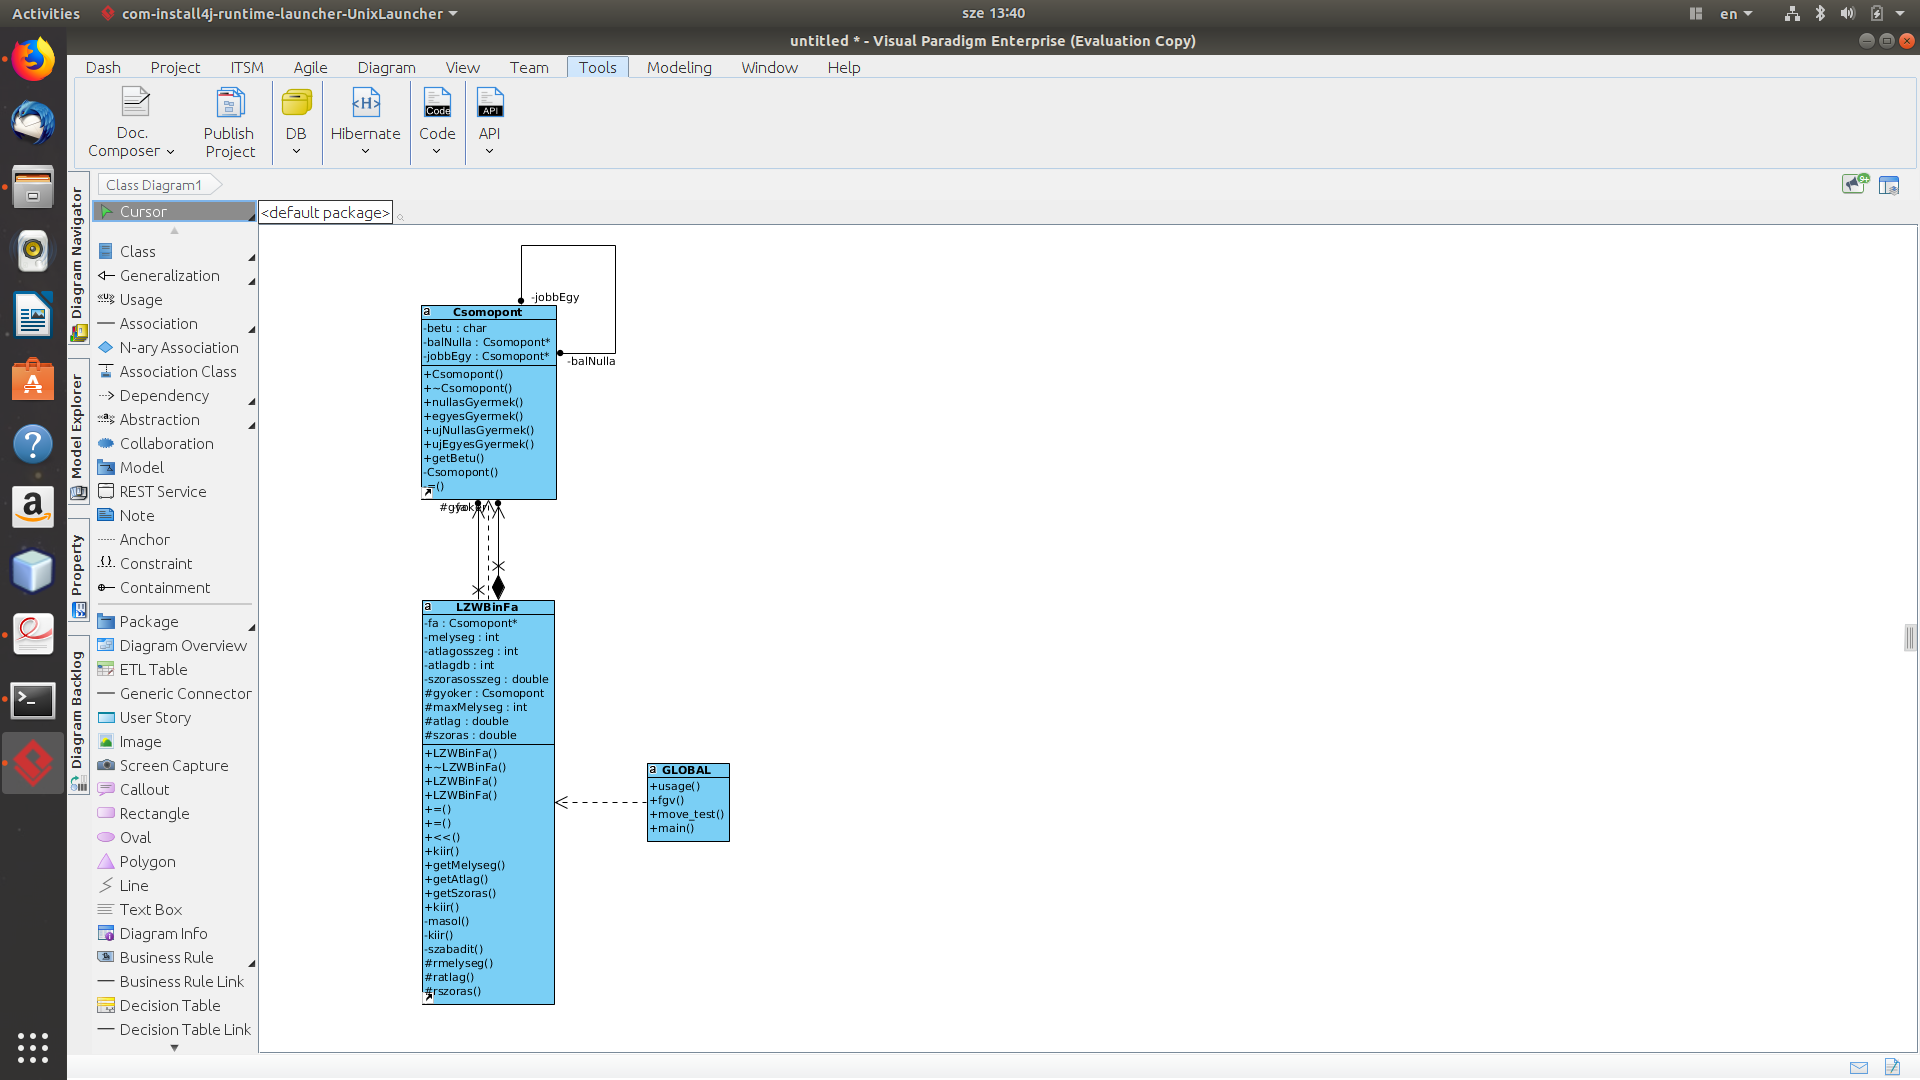 Activities
com-install4j-runtime-launcher-UnixLauncher
sze 13:40
en
untitled * - Visual Paradigm Enterprise (Evaluation Copy)
Dash Project ITSM Agile Diagram View Team Tools Modeling Window Help
Doc. Composer
Publish Project
DB
Hibernate
Code
Code
API
API
Class Diagram1
9+
<default package>
Diagram Navigator
Model Explorer
Property
Diagram Backlog
Cursor
Class
Generalization
Usage
Association
N-ary Association
Association Class
Dependency
Abstraction
Collaboration
Model
REST Service
Note
Anchor
Constraint
Containment
Package
Diagram Overview
ETL Table
Generic Connector
User Story
Image
Screen Capture
Callout
Rectangle
Oval
Polygon
Line
Text Box
Diagram Info
Business Rule
Business Rule Link
Decision Table
Decision Table Link
-jobbEgy
-balNulla
a Csomopont
-betu : char
-balNulla : Csomopont*
-jobbEgy : Csomopont*
+Csomopont()
+~Csomopont()
+nullasGyermek()
+egyesGyermek()
+ujNullasGyermek()
+ujEgyesGyermek()
+getBetu()
-Csomopont()
-=()
a LZWBinFa
-fa : Csomopont*
-melyseg : int
-atlagosszeg : int
-atlagdb : int
-szorasosszeg : double
#gyoker : Csomopont
#maxMelyseg : int
#atlag : double
#szoras : double
+LZWBinFa()
+~LZWBinFa()
+LZWBinFa()
+LZWBinFa()
+=()
+=()
+<<()
+kiir()
+getMelyseg()
+getAtlag()
+getSzoras()
+kiir()
-masol()
-kiir()
-szabadit()
#rmelyseg()
#ratlag()
#rszoras()
a GLOBAL
+usage()
+fgv()
+move_test()
+main()